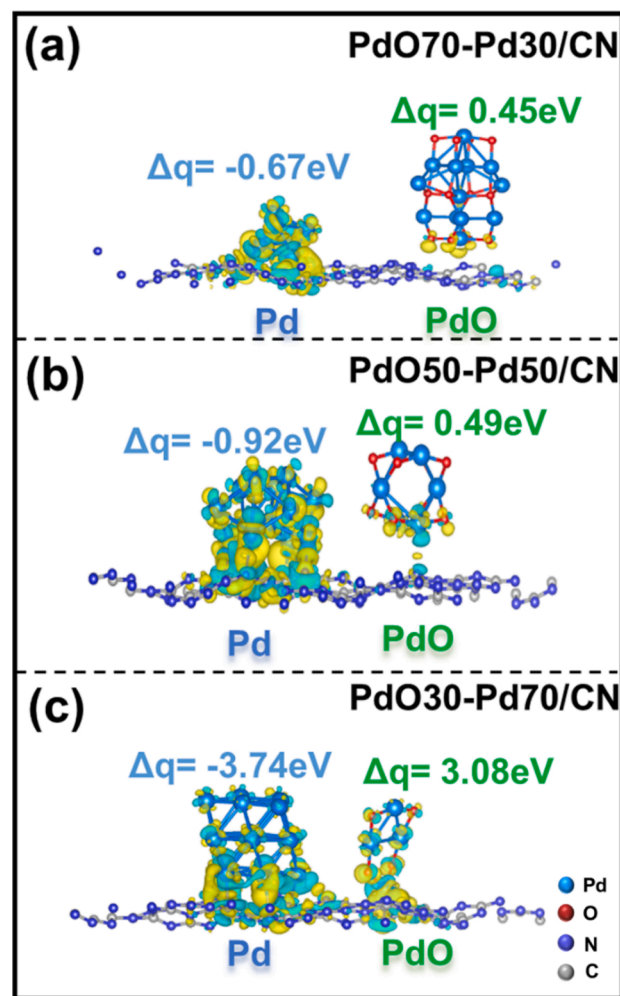 (a) PdO70-Pd30/CN
Δq= 0.45eV
Δq= -0.67eV
Pd PdO
(b) PdO50-Pd50/CN
Δq= 0.49eV
Δq= -0.92eV
Pd PdO
(c) PdO30-Pd70/CN
Δq= -3.74eV Δq= 3.08eV
Pd PdO
Pd
O
N
C